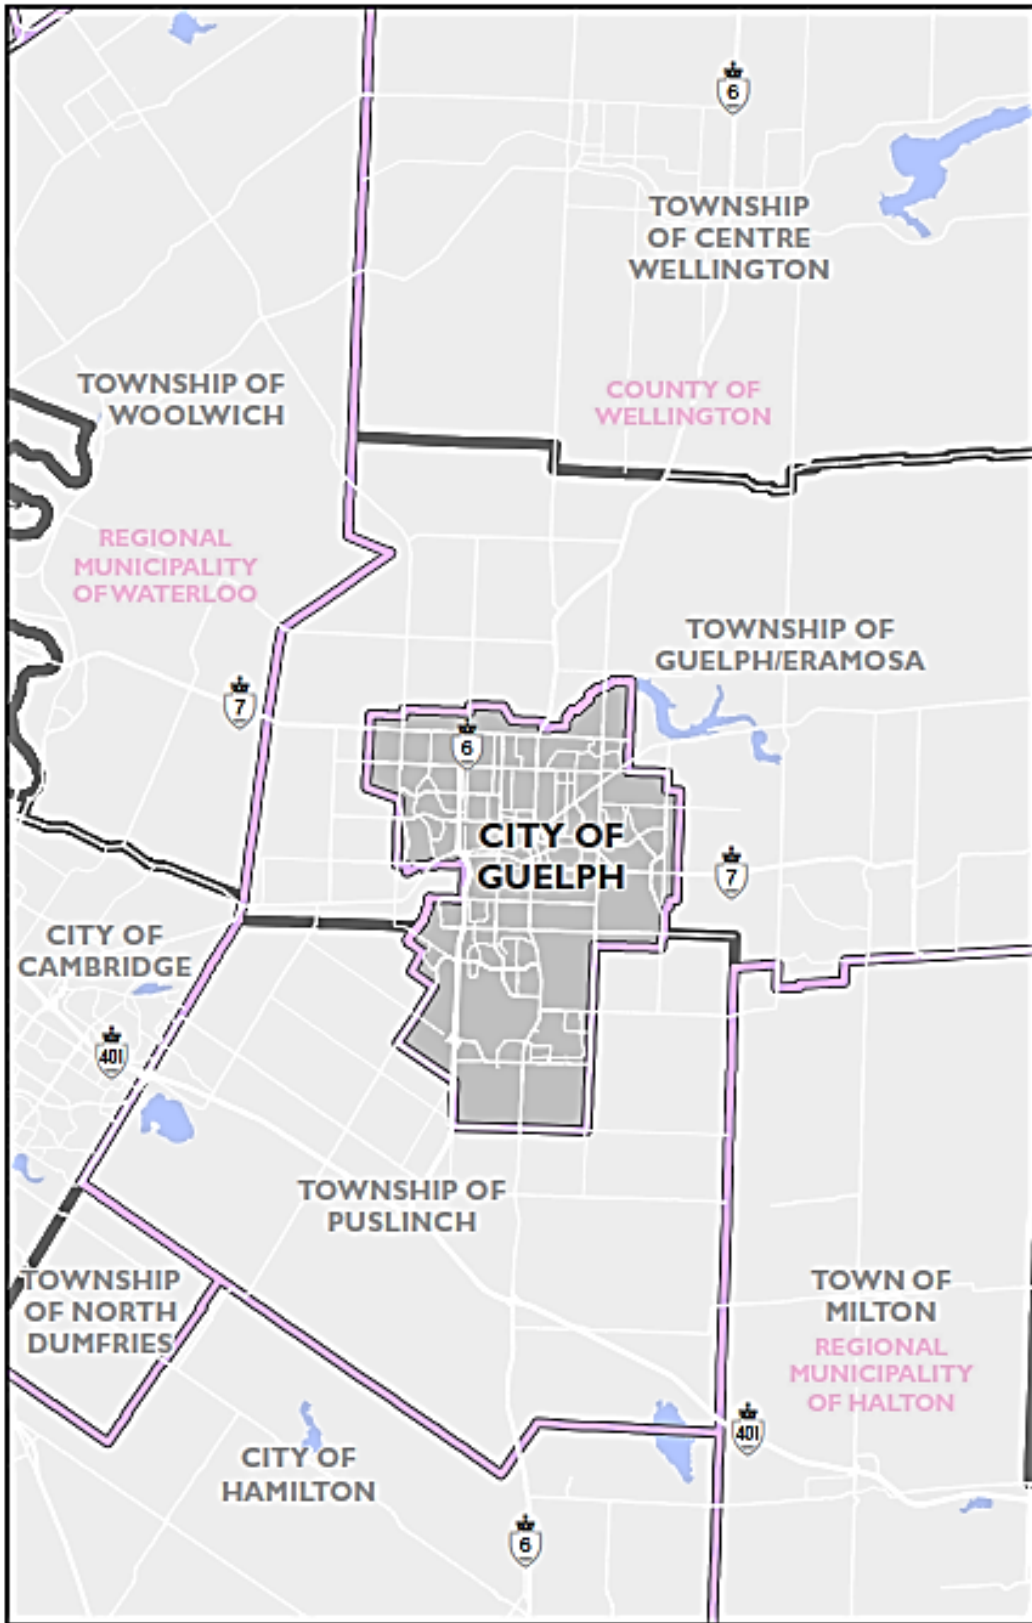 6
TOWNSHIP
OF CENTRE
WELLINGTON
TOWNSHIP OF
WOOLWICH
COUNTY OF
WELLINGTON
REGIONAL
MUNICIPALITY
OF WATERLOO
TOWNSHIP OF
GUELPH/ERAMOSA
7
6
CITY OF
GUELPH
7
CITY OF
CAMBRIDGE
401
TOWNSHIP OF
PUSLINCH
TOWNSHIP
OF NORTH
DUMFRIES
TOWN OF
MILTON
REGIONAL
MUNICIPALITY
OF HALTON
401
CITY OF
HAMILTON
6